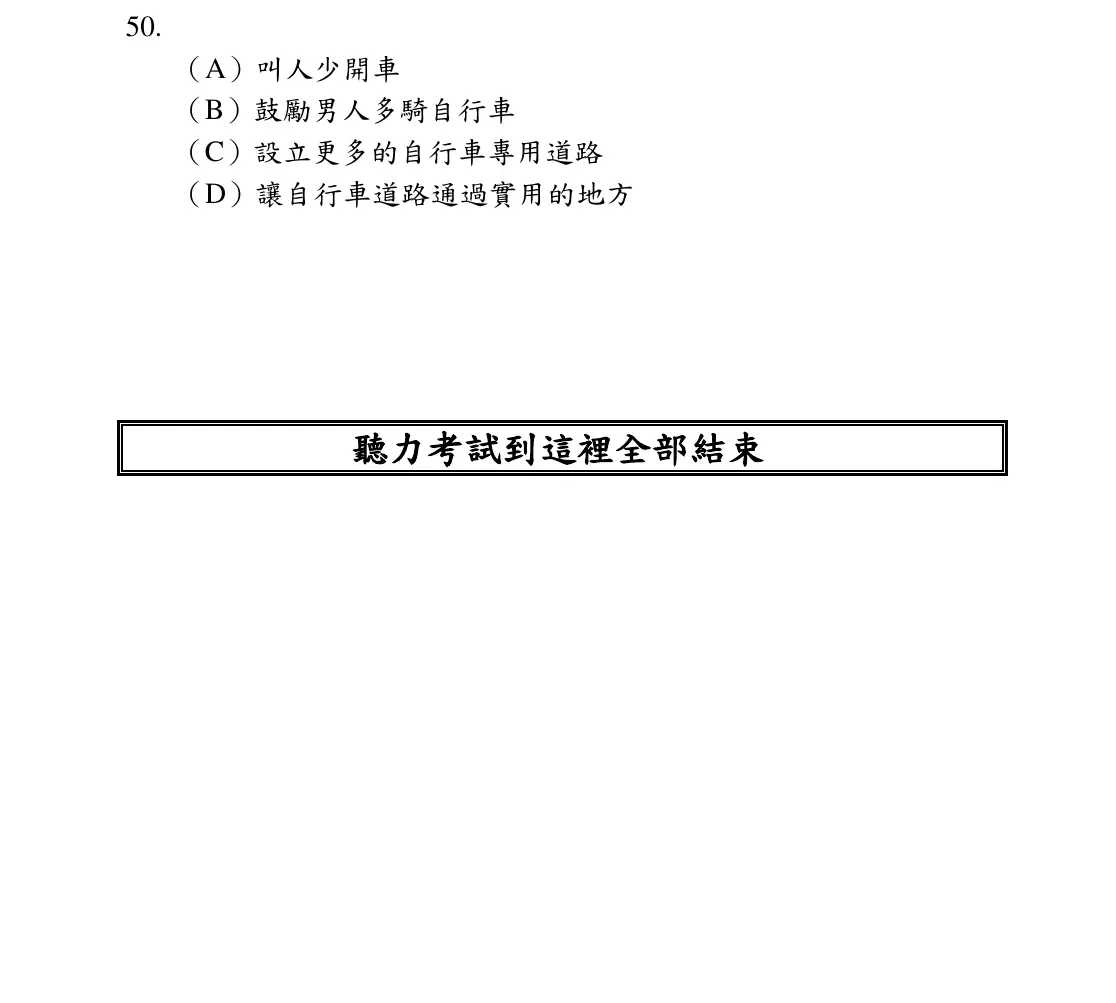 50.
（A）叫人少開車
（B）鼓勵男人多騎自行車
（C）設立更多的自行車專用道路
（D）讓自行車道路通過實用的地方
聽力考試到這裡全部結束